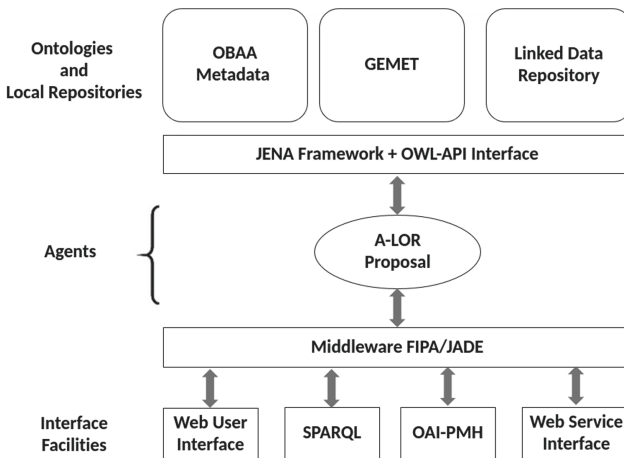 Ontologies
and
Local Repositories
OBAA
Metadata
GEMET
Linked Data
Repository
JENA Framework + OWL-API Interface
Agents
A-LOR
Proposal
Middleware FIPA/JADE
Interface
Facilities
Web User
Interface
SPARQL
OAI-PMH
Web Service
Interface